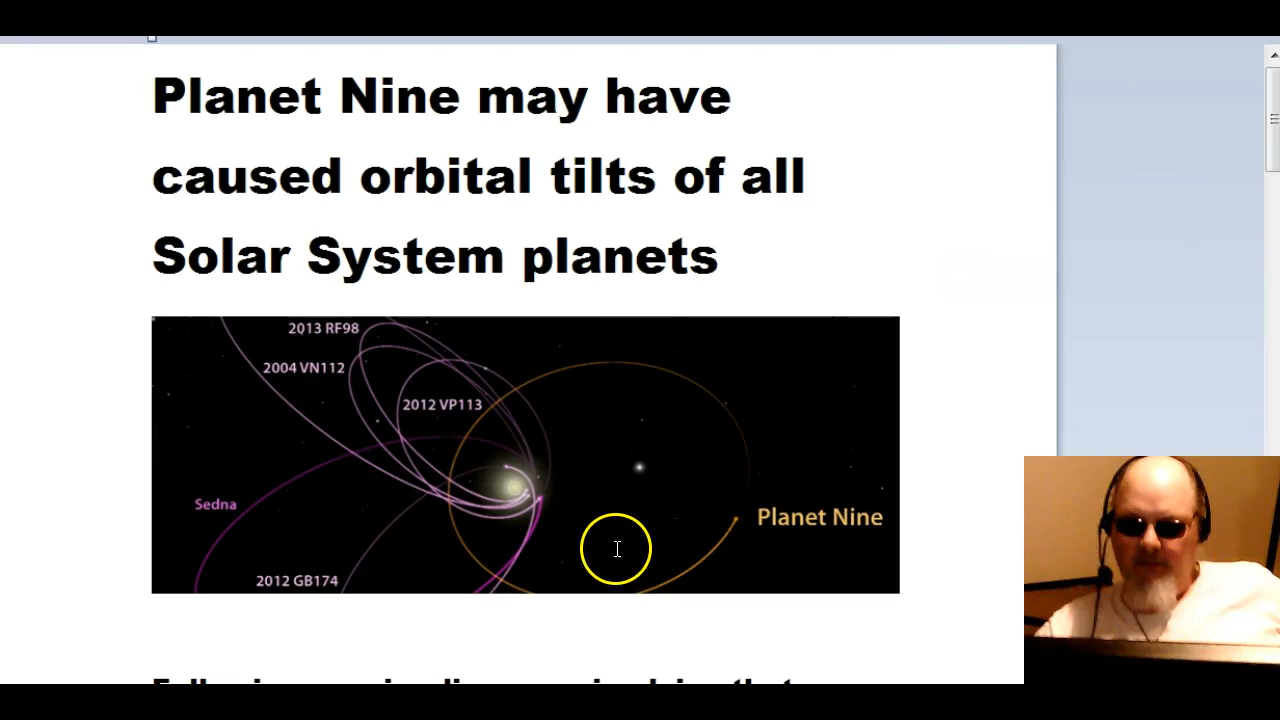 Planet Nine may have
caused orbital tilts of all
Solar System planets
2013 RF98
2004 VN112
2012 VP113
Sedna
Planet Nine
2012 GB174